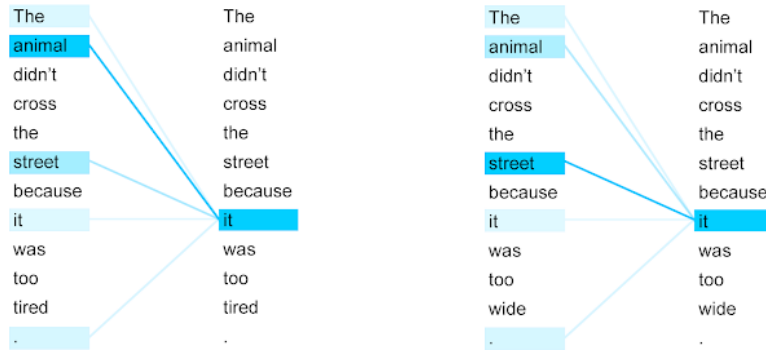 The The The The
animal animal animal animal
didn't didn't didn't didn't
cross cross cross cross
the the the the
street street street street
because because because because
it it it it
was was was was
too too too too
tired tired wide wide
. . . .